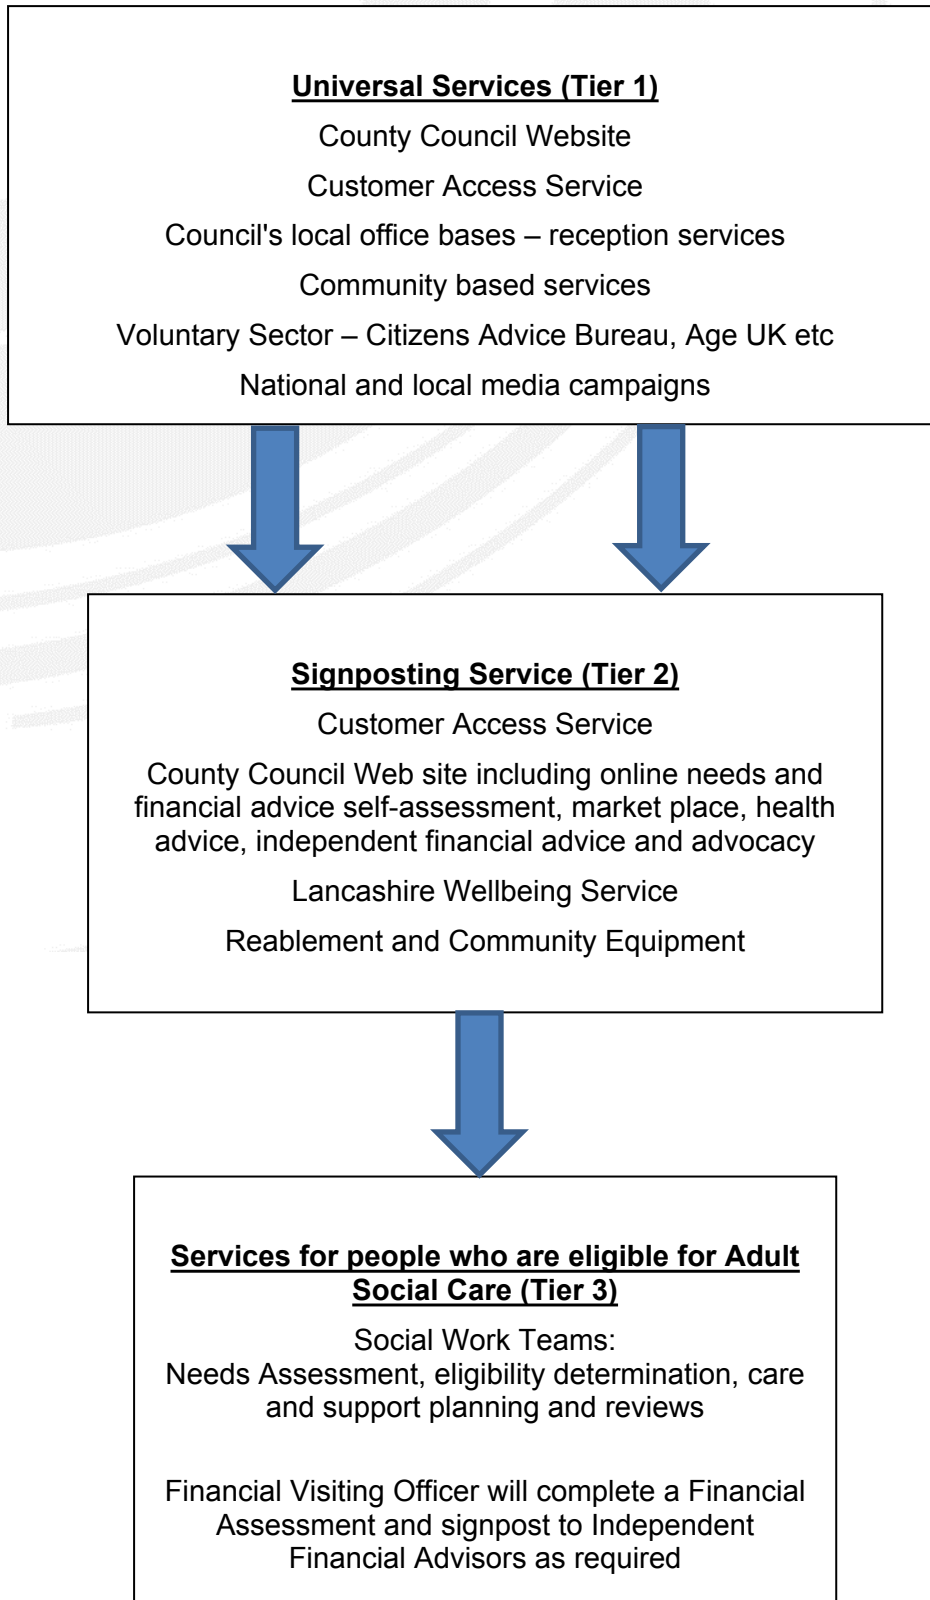 Universal Services (Tier 1)
County Council Website
Customer Access Service
Council's local office bases – reception services
Community based services
Voluntary Sector – Citizens Advice Bureau, Age UK etc
National and local media campaigns
Signposting Service (Tier 2)
Customer Access Service
County Council Web site including online needs and
financial advice self-assessment, market place, health
advice, independent financial advice and advocacy
Lancashire Wellbeing Service
Reablement and Community Equipment
Services for people who are eligible for Adult
Social Care (Tier 3)
Social Work Teams:
Needs Assessment, eligibility determination, care
and support planning and reviews
Financial Visiting Officer will complete a Financial
Assessment and signpost to Independent
Financial Advisors as required